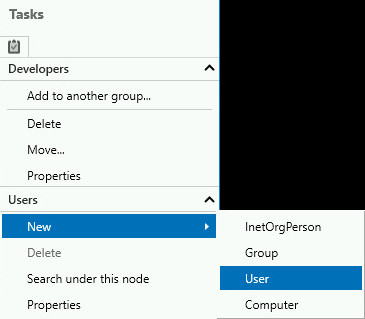 Tasks
Developers
Add to another group...
Delete
Move...
Properties
Users
New
InetOrgPerson
Delete
Group
Search under this node
User
Properties
Computer